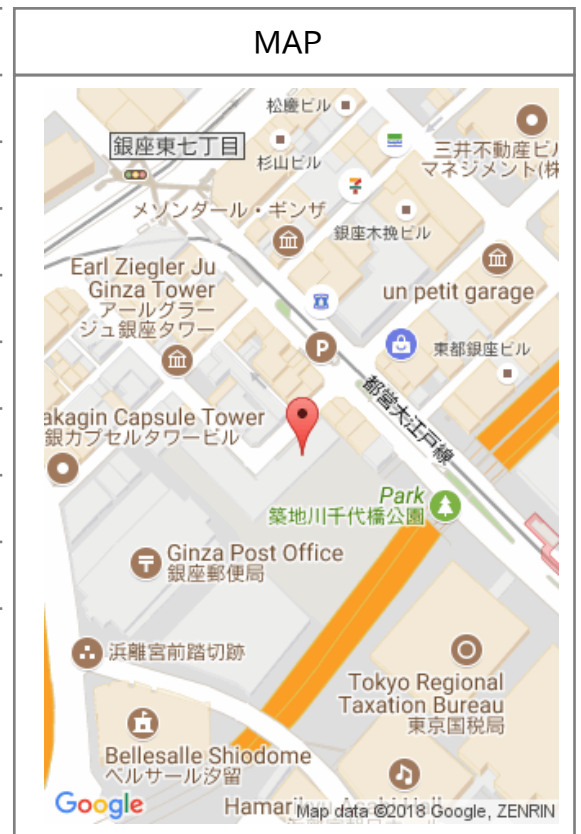 MAP
松慶ビル
銀座東七丁目
杉山ビル
三井不動産ビル
マネジメント(株
メゾンダール・ギンザ
銀座木挽ビル
Earl Ziegler Ju
Ginza Tower
アールグラー
ジュ銀座タワー
un petit garage
P
東都銀座ビル
都営大江戸線
akagin Capsule Tower
銀カプセルタワービル
Park
築地川千代橋公園
Ginza Post Office
銀座郵便局
浜離宮前踏切跡
Tokyo Regional
Taxation Bureau
東京国税局
Bellesalle Shiodome
ベルサール汐留
Google
Map data ©2018 Google, ZENRIN